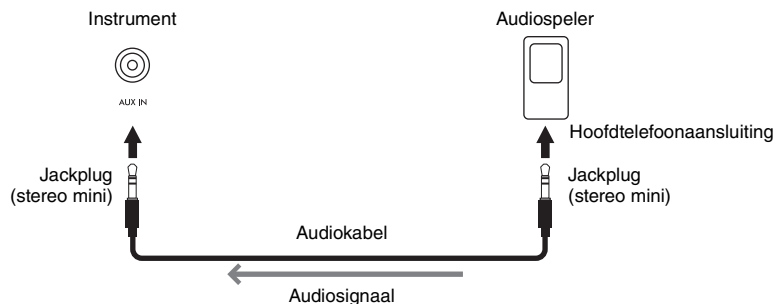 Instrument
Audiospeler
AUX IN
Hoofdtelefoonaansluiting
Jackplug
(stereo mini)
Jackplug
(stereo mini)
Audiokabel
Audiosignaal